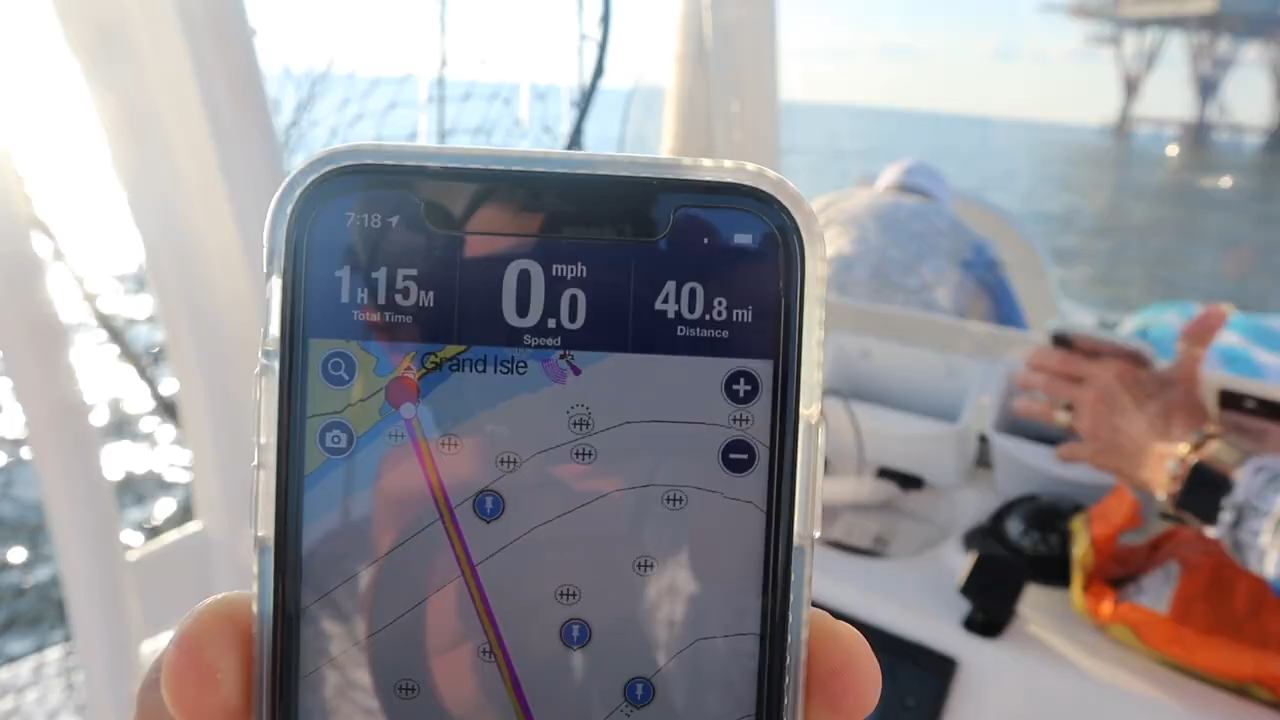 7:18
1H15M
Total Time
0.0 mph
Speed
40.8 mi
Distance
Grand Isle